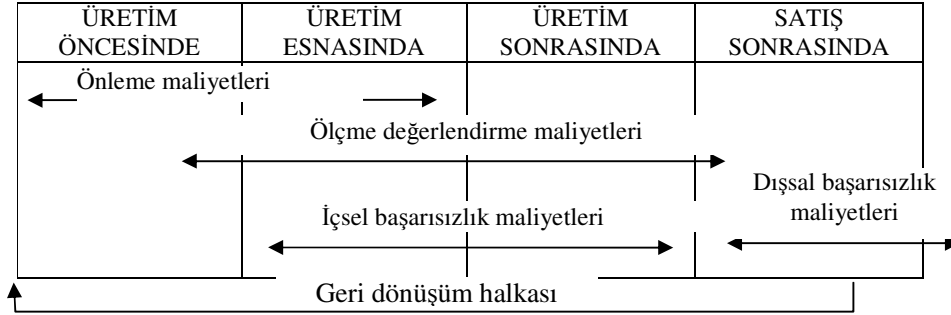 ÜRETİM ÖNCESİNDE
ÜRETİM ESNASINDA
ÜRETİM SONRASINDA
SATIŞ SONRASINDA
Önleme maliyetleri
Ölçme değerlendirme maliyetleri
Dışsal başarısızlık
maliyetleri
İçsel başarısızlık maliyetleri
Geri dönüşüm halkası